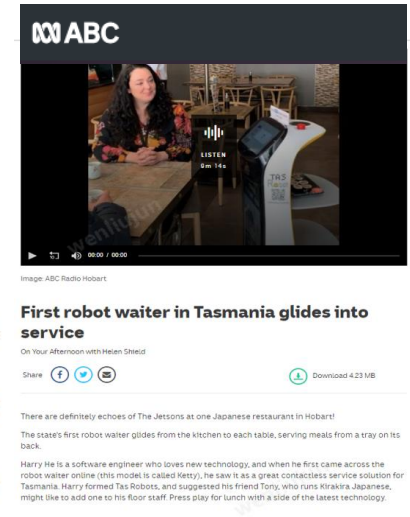 ABC
LISTEN
0m 14s
TAS
00:00 / 00:00
Image: ABC Radio Hobart
First robot waiter in Tasmania glides into
service
On Your Afternoon with Helen Shield
Share
Download 4.23 MB
There are definitely echoes of The Jetsons at one Japanese restaurant in Hobart!
The state's first robot waiter glides from the kitchen to each table, serving meals from a tray on its
back.
Harry He is a software engineer who loves new technology, and when he first came across the
robot waiter online (this model is called Ketty), he saw it as a great contactless service solution for
Tasmania. Harry formed Tas Robots, and suggested his friend Tony, who runs Kirakira Japanese,
might like to add one to his floor staff. Press play for lunch with a side of the latest technology.